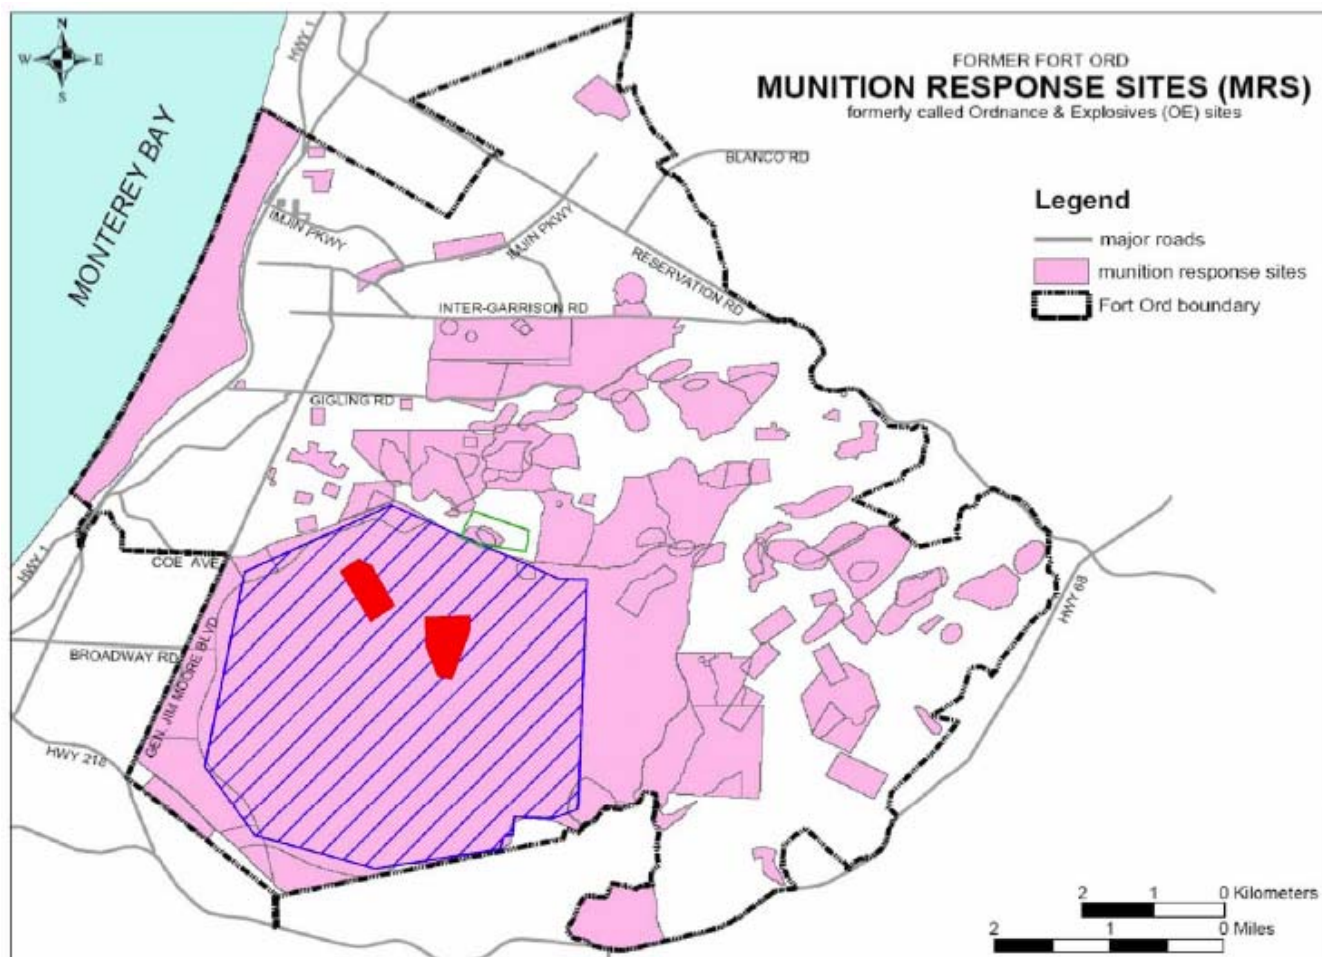 N
W E
S
HWY 1
FORMER FORT ORD
MUNITION RESPONSE SITES (MRS)
formerly called Ordnance & Explosives (OE) sites
MONTEREY BAY
BLANCO RD
Legend
major roads
munition response sites
Fort Ord boundary
IMJIN PKWY
IMJIN PKWY
RESERVATION RD
INTER-GARRISON RD
GIGLING RD
HWY 1
COE AVE
HWY 68
BROADWAY RD
GEN. JIM MOORE BLVD
HWY 218
2 1 0 Kilometers
2 1 0 Miles